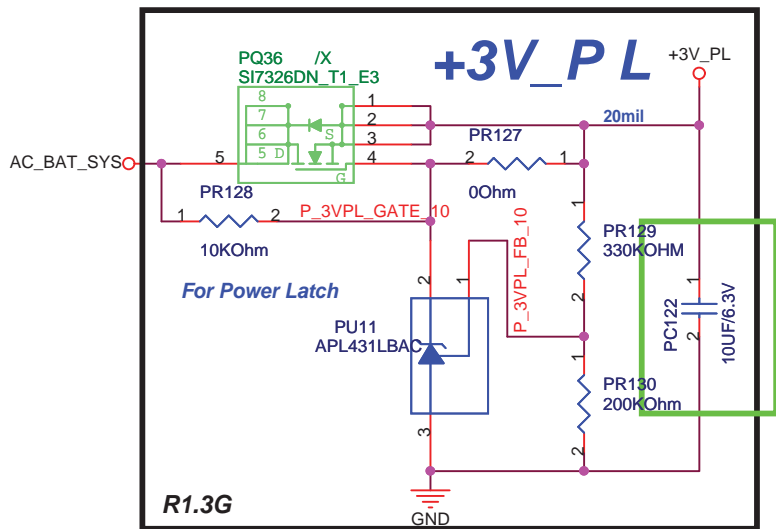 +3V_P L
+3V_PL
PQ36 /X
SI7326DN_T1_E3
8
7
6
5
D
S
G
1
2
3
4
20mil
AC_BAT_SYS
5
PR127
2
1
0Ohm
PR128
1
2
10KOhm
P_3VPL_GATE_10
P_3VPL_FB_10
For Power Latch
1
PR129
330KOHM
2
2
1
PU11
APL431LBAC
3
1
PC122
10UF/6.3V
2
1
PR130
200KOhm
2
R1.3G
GND